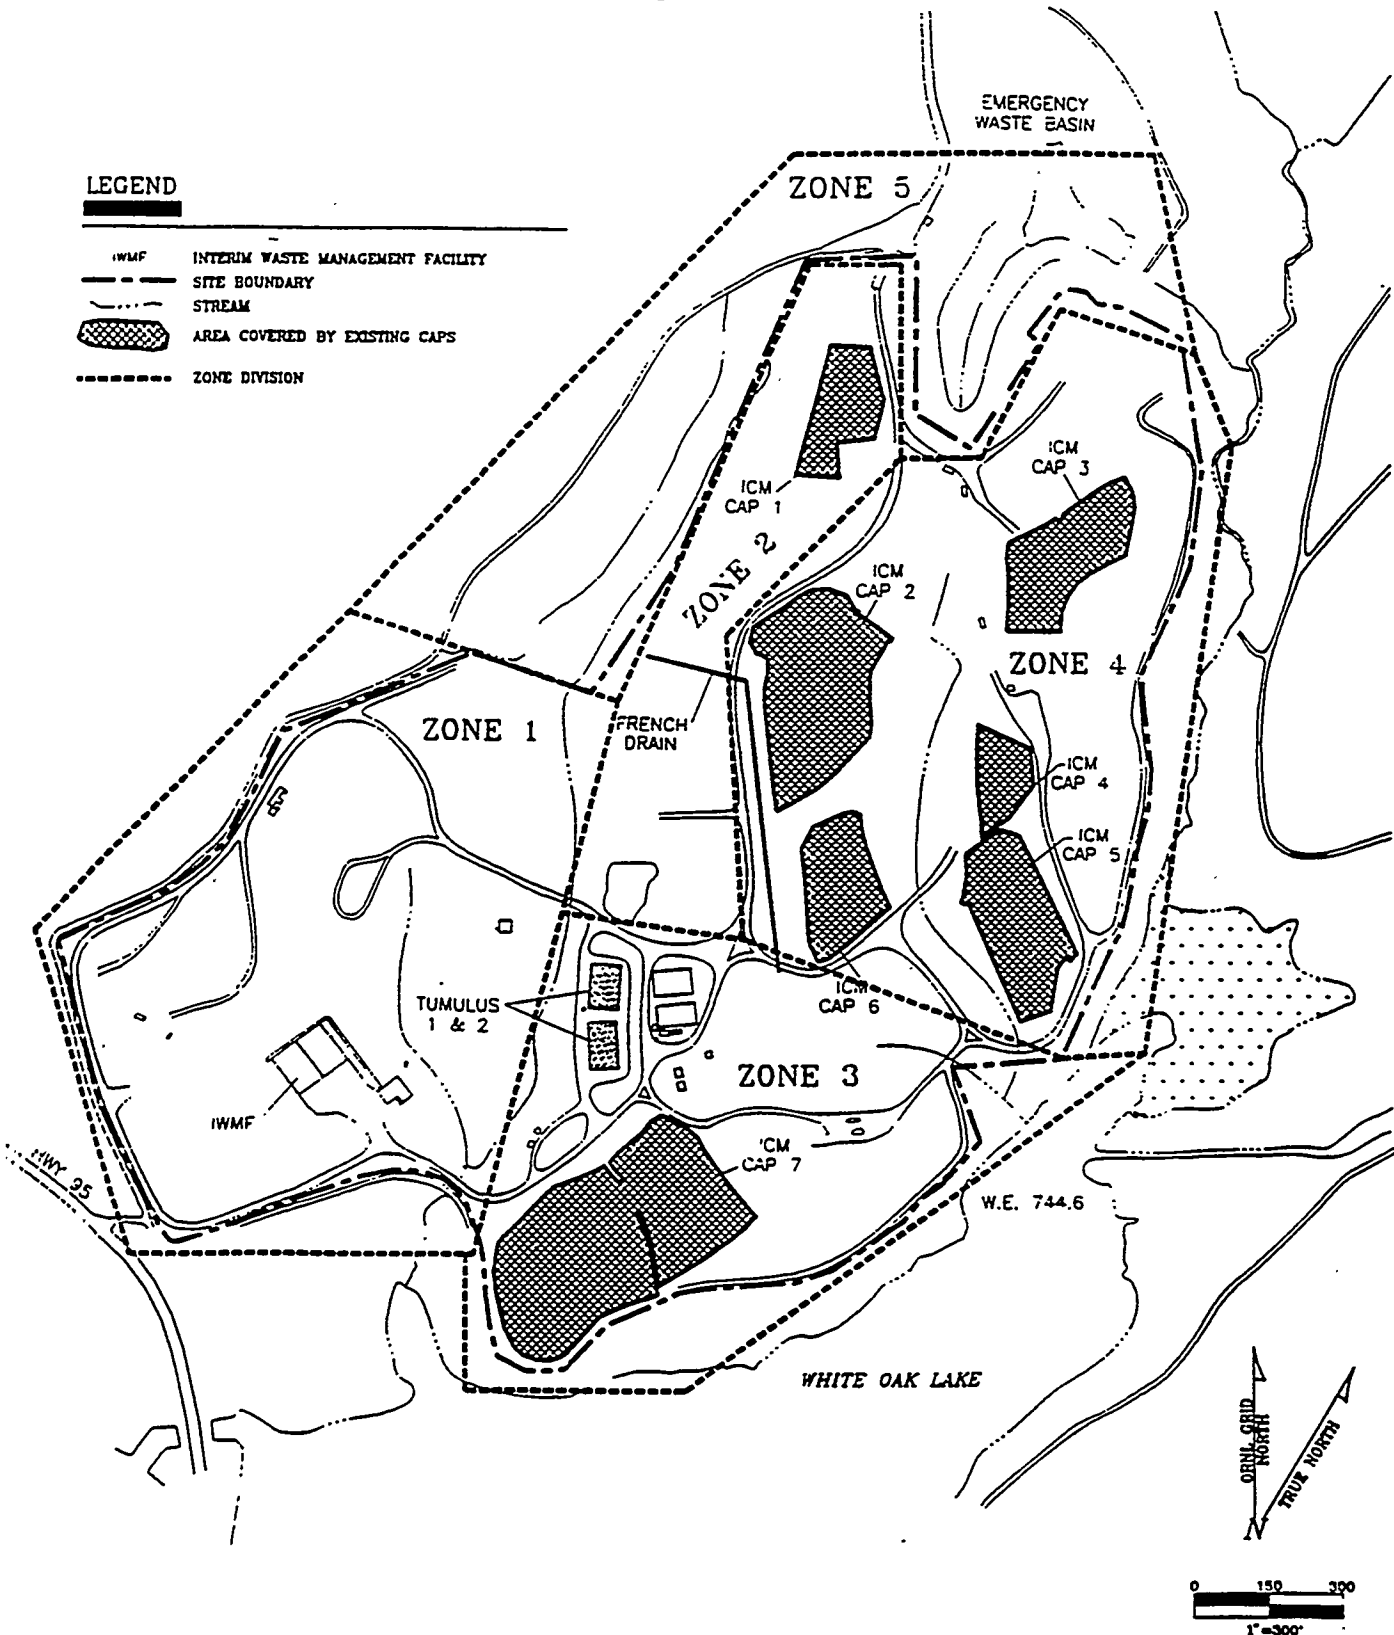 EMERGENCY
WASTE BASIN
ZONE 5
LEGEND
IWMF INTERIM WASTE MANAGEMENT FACILITY
SITE BOUNDARY
STREAM
AREA COVERED BY EXISTING CAPS
ZONE DIVISION
ICM
CAP 3
ICM
CAP 1
ZONE 2
ICM
CAP 2
ZONE 4
ZONE 1
FRENCH
DRAIN
ICM
CAP 4
ICM
CAP 5
ICM
CAP 6
TUMULUS
1 & 2
ZONE 3
IWMF
ICM
CAP 7
HWY 95
W.E. 744.6
WHITE OAK LAKE
ORNL GRID
NORTH
TRUE NORTH
0 150 300
1"=300'